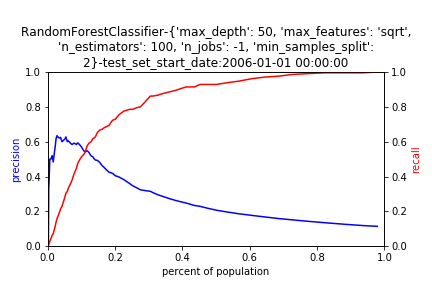 RandomForestClassifier-{'max_depth': 50, 'max_features': 'sqrt',
'n_estimators': 100, 'n_jobs': -1, 'min_samples_split':
2}-test_set_start_date:2006-01-01 00:00:00
1.0
0.8
0.6
0.4
0.2
0.0
precision
1.0
0.8
0.6
0.4
0.2
0.0
recall
0.0 0.2 0.4 0.6 0.8 1.0
percent of population